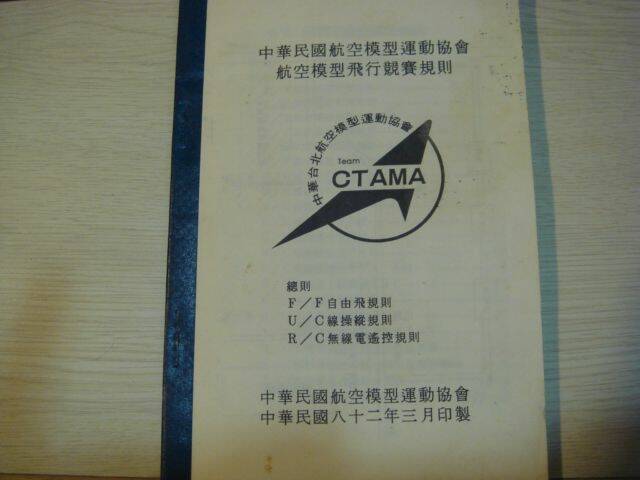 中華民國航空模型運動協會
航空模型飛行競賽規則
中華台北航空模型運動協會
Team
CTAMA
總則
F／F自由飛規則
U／C線操縱規則
R／C無線電遙控規則
中華民國航空模型運動協會
中華民國八十二年三月印製